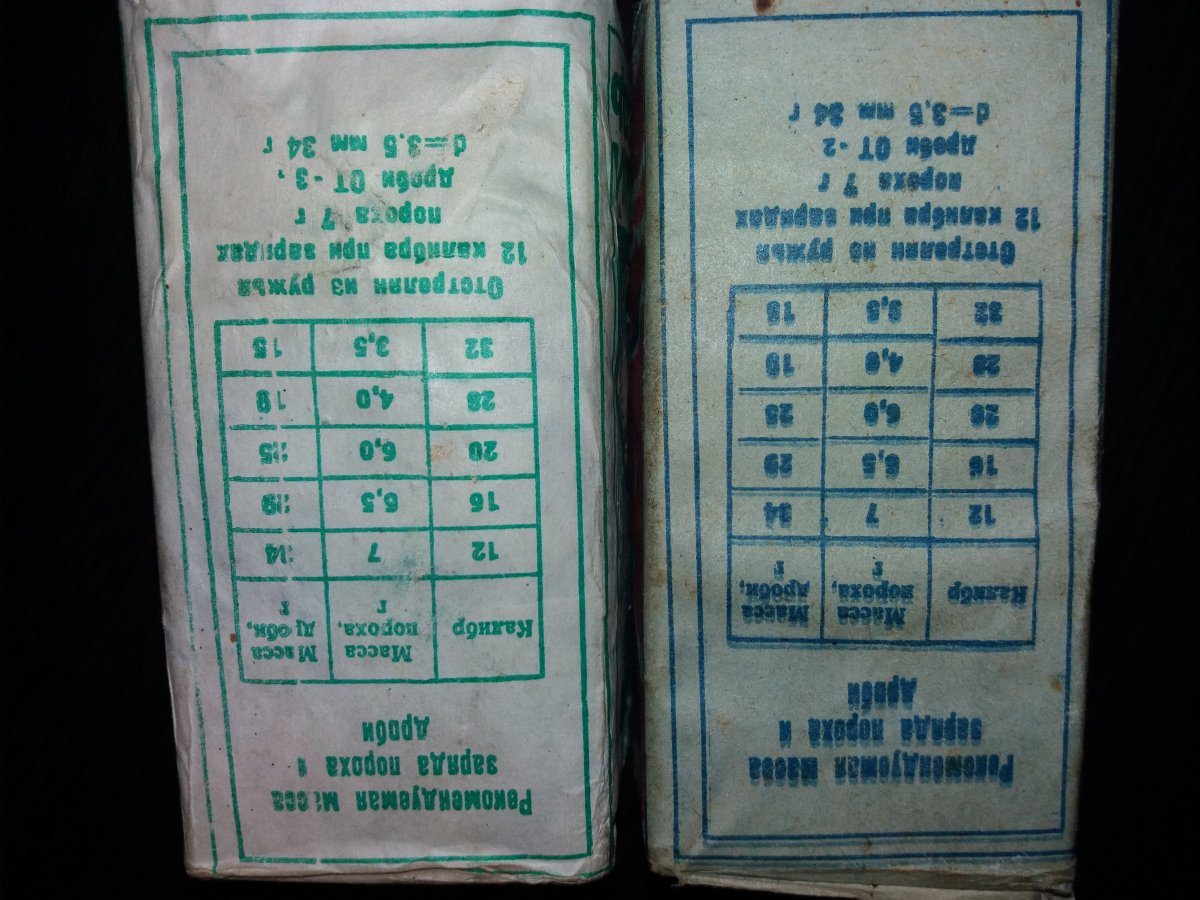 Рекомендуемая масса
заряда пороха и
дроби
Калибр Масса пороха, г Масса дроби, г
12 7 34
16 6,5 29
20 6,0 25
28 4,0 19
32 3,5 15
Отстрелян из ружья
12 калибра при зарядах
пороха 7 г
дроби ОТ-2
d=3,5 мм 34 г
Рекомендуемая масса
заряда пороха и
дроби
Калибр Масса пороха, г Масса дроби, г
12 7 34
16 6,5 29
20 6,0 25
28 4,0 19
32 3,5 15
Отстрелян из ружья
12 калибра при зарядах
пороха 7 г
дроби ОТ-3,
d=3.5 мм 34 г